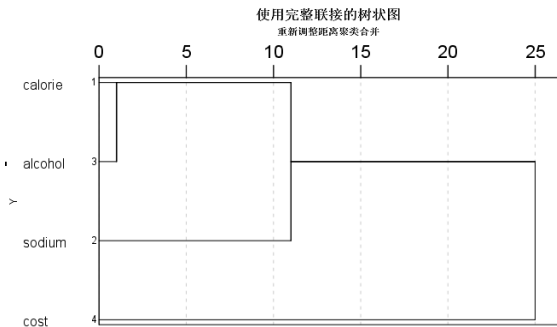 使用完整联接的树状图
重新调整距离聚类合并
0 5 10 15 20 25
calorie 1
alcohol 3
Y
sodium 2
cost 4